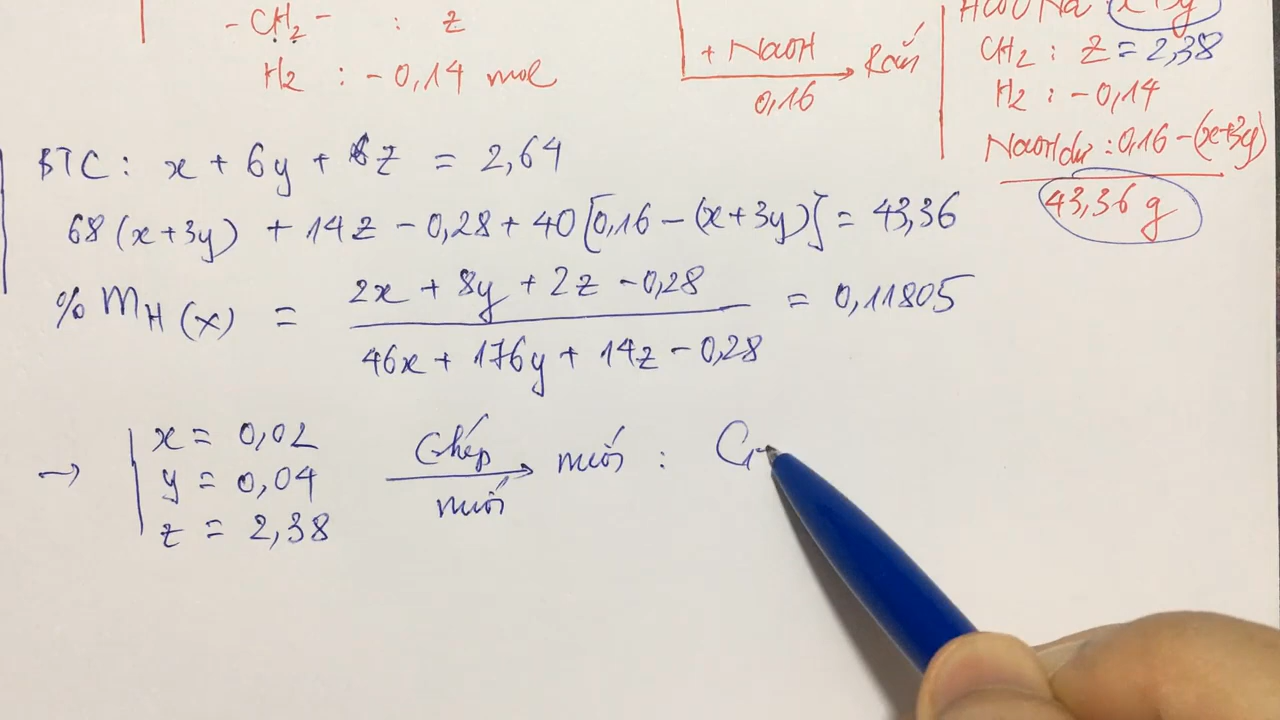 -CH₂- : z
H₂ : -0,14 mol
+ NaOH
0,16
Rắn
HCOONa
CH₂ : z = 2,38
H₂ : -0,14
NaOH dư : 0,16 - (x+3y)
43,36 g
BTC : x + 6y + z = 2,64
68(x+3y) + 14z - 0,28 + 40[0,16 - (x+3y)] = 43,36
% mH(X) = (2x + 8y + 2z - 0,28) / (46x + 176y + 14z - 0,28) = 0,11805
→ x = 0,02
y = 0,04
z = 2,38
Ghép
muối
muối :